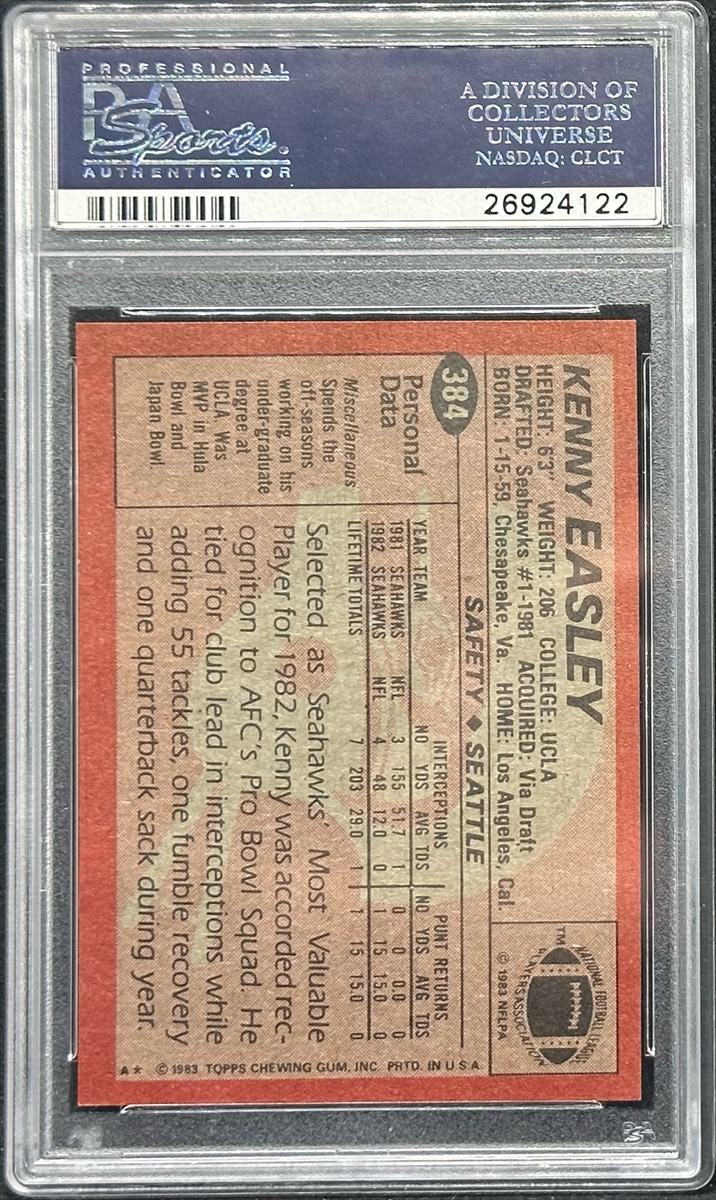 PROFESSIONAL
PSA
Sports.
AUTHENTICATOR
A DIVISION OF
COLLECTORS
UNIVERSE
NASDAQ: CLCT
26924122
384
KENNY EASLEY
HEIGHT: 6'3" WEIGHT: 206 COLLEGE: UCLA
DRAFTED: Seahawks #1-1981 ACQUIRED: Via Draft
BORN: 1-15-59, Chesapeake, Va. HOME: Los Angeles, Cal.
SAFETY ◆ SEATTLE
NATIONAL FOOTBALL LEAGUE
PLAYERS ASSOCIATION
TM
© 1983 NFLPA
Personal
Data
Miscellaneous
Spends the
off-seasons
working on his
under-graduate
degree at
UCLA. Was
MVP in Hula
Bowl and
Japan Bowl.
INTERCEPTIONS PUNT RETURNS
YEAR TEAM NO YDS AVG TDS NO YDS AVG TDS
1981 SEAHAWKS NFL 3 155 51.7 1 0 0 0.0 0
1982 SEAHAWKS NFL 4 48 12.0 0 1 15 15.0 0
LIFETIME TOTALS 7 203 29.0 1 1 15 15.0 0
Selected as Seahawks' Most Valuable
Player for 1982, Kenny was accorded rec-
ognition to AFC's Pro Bowl Squad. He
tied for club lead in interceptions while
adding 55 tackles, one fumble recovery
and one quarterback sack during year.
A* © 1983 TOPPS CHEWING GUM, INC. PRTD. IN U.S.A.
PSA